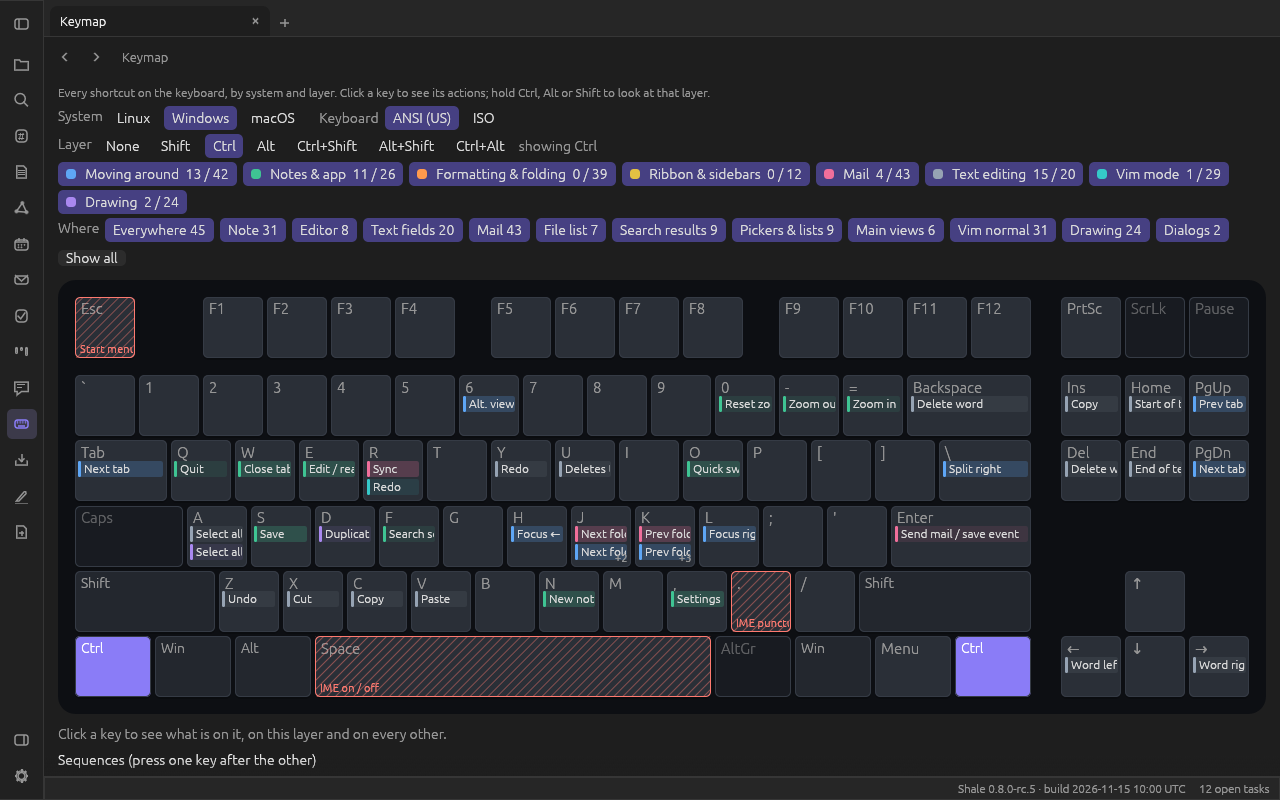 Keymap × +
Keymap
Every shortcut on the keyboard, by system and layer. Click a key to see its actions; hold Ctrl, Alt or Shift to look at that layer.
System Linux Windows macOS Keyboard ANSI (US) ISO
Layer None Shift Ctrl Alt Ctrl+Shift Alt+Shift Ctrl+Alt showing Ctrl
Moving around 13 / 42 Notes & app 11 / 26 Formatting & folding 0 / 39 Ribbon & sidebars 0 / 12 Mail 4 / 43 Text editing 15 / 20 Vim mode 1 / 29
Drawing 2 / 24
Where Everywhere 45 Note 31 Editor 8 Text fields 20 Mail 43 File list 7 Search results 9 Pickers & lists 9 Main views 6 Vim normal 31 Drawing 24 Dialogs 2
Show all
Esc F1 F2 F3 F4 F5 F6 F7 F8 F9 F10 F11 F12 PrtSc ScrLk Pause
Start menu
` 1 2 3 4 5 6 7 8 9 0 - = Backspace Ins Home PgUp
Alt. view Reset zo Zoom ou Zoom in Delete word Copy Start of t Prev tab
Tab Q W E R T Y U I O P [ ] \ Del End PgDn
Next tab Quit Close tab Edit / rea Sync Redo Deletes Quick sw Split right Delete w End of te Next tab
Redo
Caps A S D F G H J K L ; ' Enter
Select all Save Duplicat Search s Focus ← Next fold Prev fold Focus rig Send mail / save event
Select all Next fold Prev fold
+2 +3
Shift Z X C V B N M , . / Shift ↑
Undo Cut Copy Paste New not Settings
IME punctu
Ctrl Win Alt Space AltGr Win Menu Ctrl ← ↓ →
Word lef Word rig
IME on / off
Click a key to see what is on it, on this layer and on every other.
Sequences (press one key after the other)
Shale 0.8.0-rc.5 · build 2026-11-15 10:00 UTC 12 open tasks